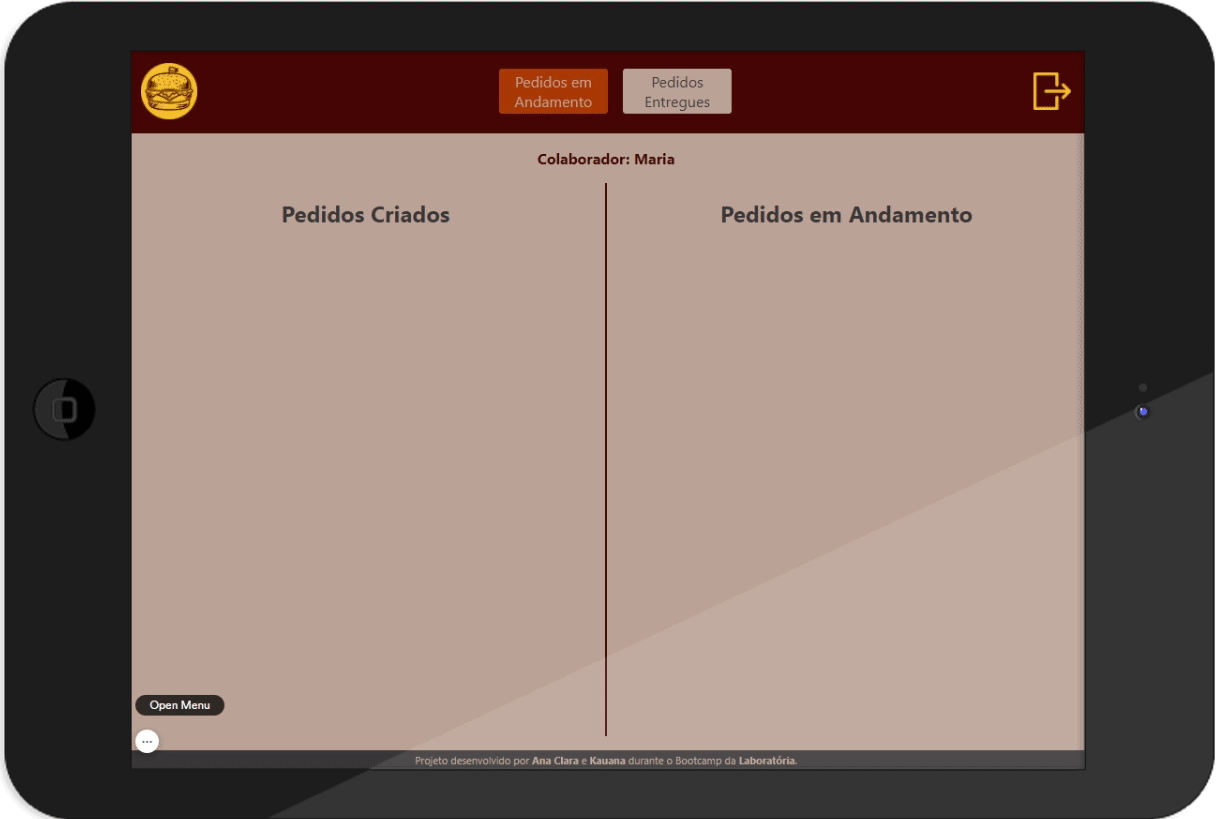 Pedidos em
Andamento
Pedidos
Entregues
Colaborador: Maria
Pedidos Criados
Pedidos em Andamento
Open Menu
Projeto desenvolvido por Ana Clara e Kauana durante o Bootcamp da Laboratória.